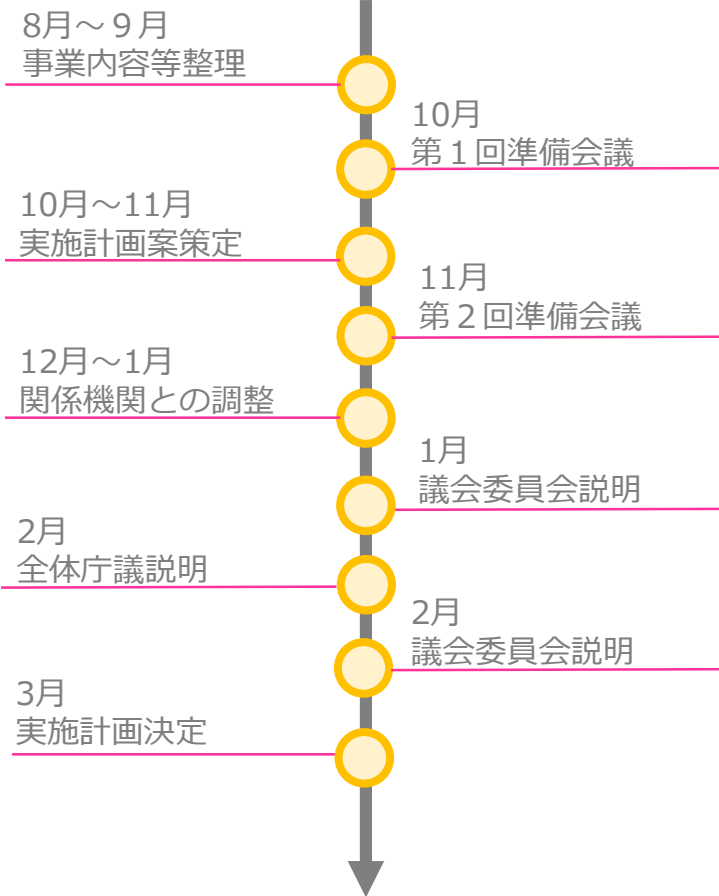 8月～９月
事業内容等整理
10月
第１回準備会議
10月～11月
実施計画案策定
11月
第２回準備会議
12月～1月
関係機関との調整
1月
議会委員会説明
2月
全体庁議説明
2月
議会委員会説明
3月
実施計画決定